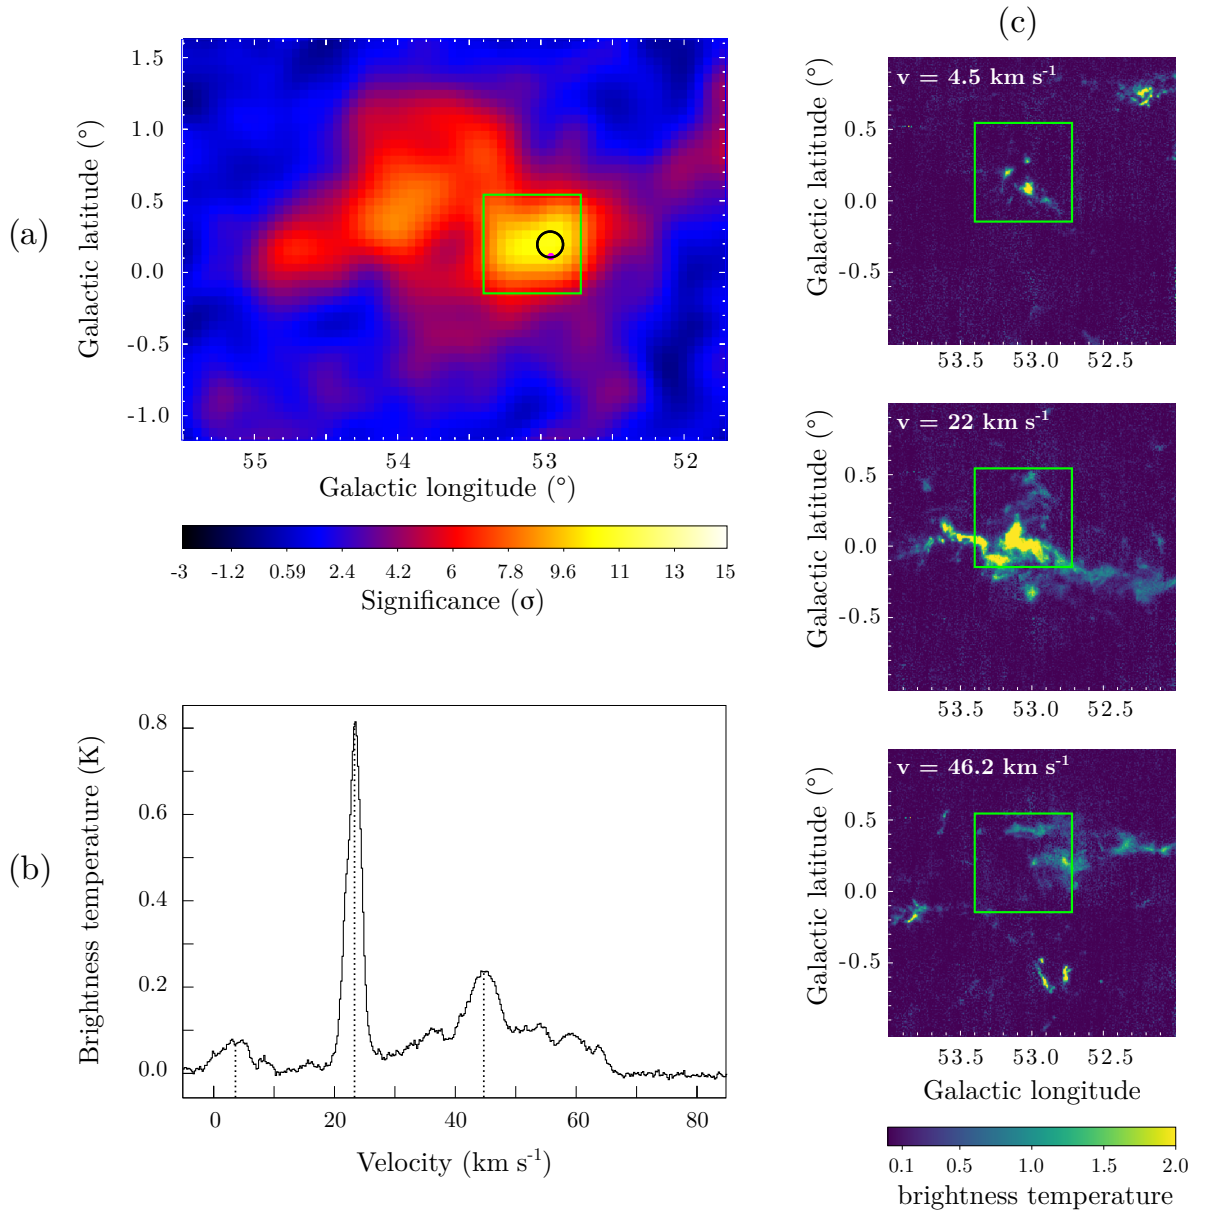 (a)
Galactic latitude (°)
1.5
1.0
0.5
0.0
-0.5
-1.0
55 54 53 52
Galactic longitude (°)
-3 -1.2 0.59 2.4 4.2 6 7.8 9.6 11 13 15
Significance (σ)
(b)
Brightness temperature (K)
0.8
0.6
0.4
0.2
0.0
0 20 40 60 80
Velocity (km s-1)
(c)
v = 4.5 km s-1
Galactic latitude (°)
0.5
0.0
-0.5
53.5 53.0 52.5
v = 22 km s-1
Galactic latitude (°)
0.5
0.0
-0.5
53.5 53.0 52.5
v = 46.2 km s-1
Galactic latitude (°)
0.5
0.0
-0.5
53.5 53.0 52.5
Galactic longitude
0.1 0.5 1.0 1.5 2.0
brightness temperature